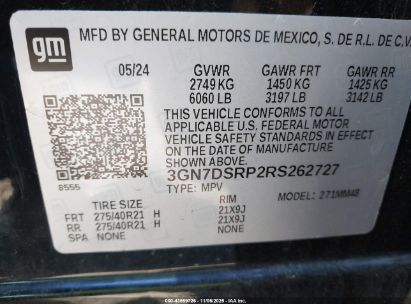 gm
MFD BY GENERAL MOTORS DE MEXICO, S. DE R.L. DE C.V.
05/24 GVWR GAWR FRT GAWR RR
2749 KG 1450 KG 1425 KG
6060 LB 3197 LB 3142 LB
THIS VEHICLE CONFORMS TO ALL APPLICABLE
U.S. FEDERAL MOTOR
VEHICLE SAFETY STANDARDS IN EFFECT ON THE
DATE OF MANUFACTURE SHOWN ABOVE.
3GN7DSRP2RS262727
8555 TYPE: MPV MODEL: 271MM48
TIRE SIZE RIM
FRT 275/40R21 H 21X9J
RR 275/40R21 H 21X9J
SPA NONE NONE